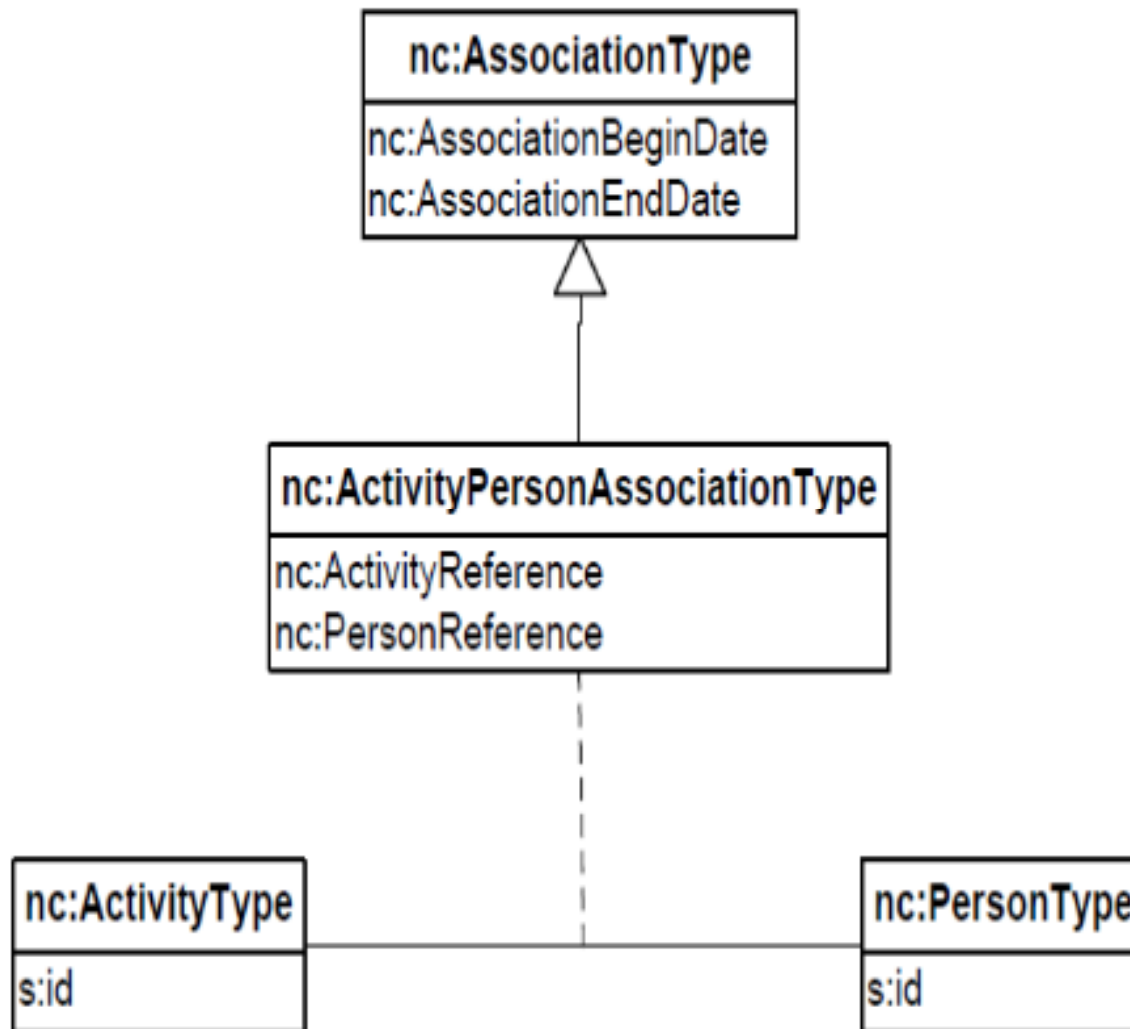 nc:AssociationType
nc:AssociationBeginDate
nc:AssociationEndDate
nc:ActivityPersonAssociationType
nc:ActivityReference
nc:PersonReference
nc:ActivityType
s:id
nc:PersonType
s:id